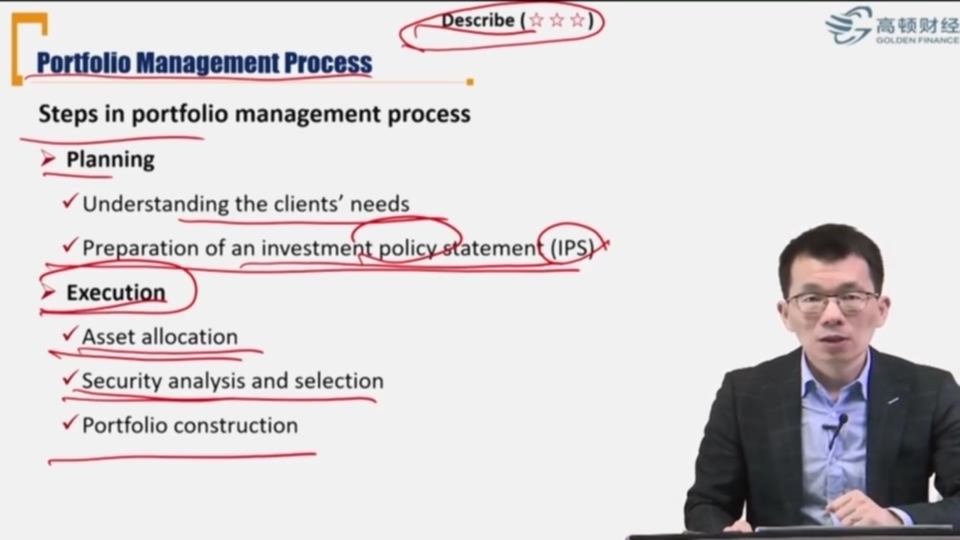 Describe (☆☆☆)
高顿财经
GOLDEN FINANCE
Portfolio Management Process
Steps in portfolio management process
➢ Planning
✓ Understanding the clients’ needs
✓ Preparation of an investment policy statement (IPS)
➢ Execution
✓ Asset allocation
✓ Security analysis and selection
✓ Portfolio construction